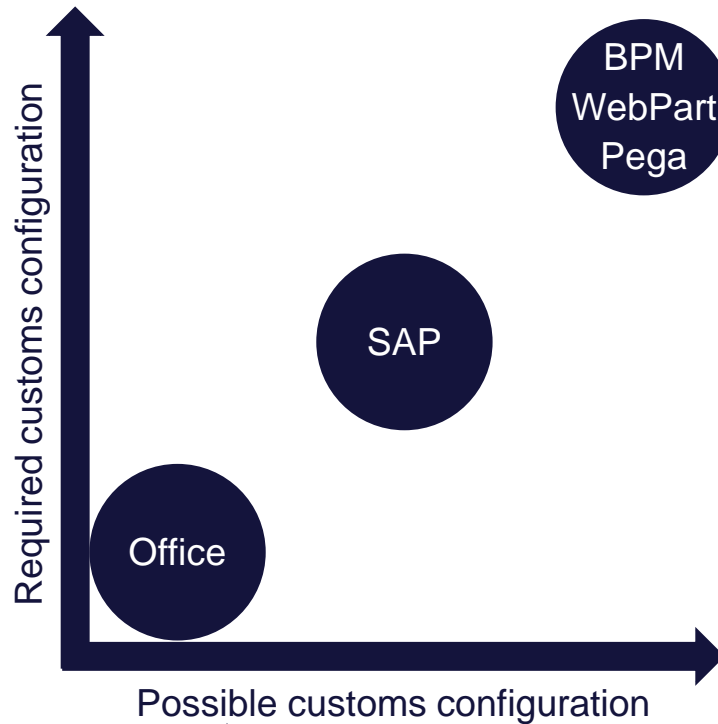 Required customs configuration
BPM
WebPart
Pega
SAP
Office
Possible customs configuration